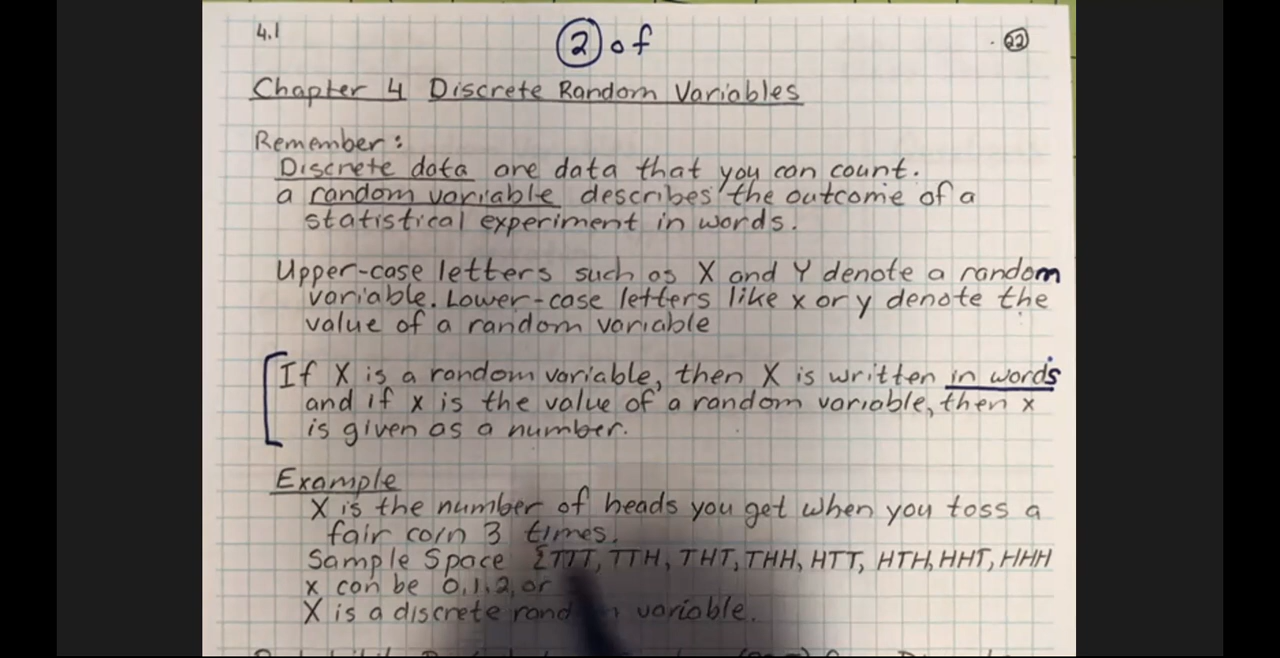 4.1
2 of
22
Chapter 4 Discrete Random Variables
Remember:
Discrete data are data that you can count.
a random variable describes the outcome of a
statistical experiment in words.
Upper-case letters such as X and Y denote a random
variable. Lower-case letters like x or y denote the
value of a random variable
If X is a random variable, then X is written in words
and if x is the value of a random variable, then x
is given as a number.
Example
X is the number of heads you get when you toss a
fair coin 3 times.
Sample Space {TTT, TTH, THT, THH, HTT, HTH, HHT, HHH
x can be 0,1,2, or
X is a discrete variable.